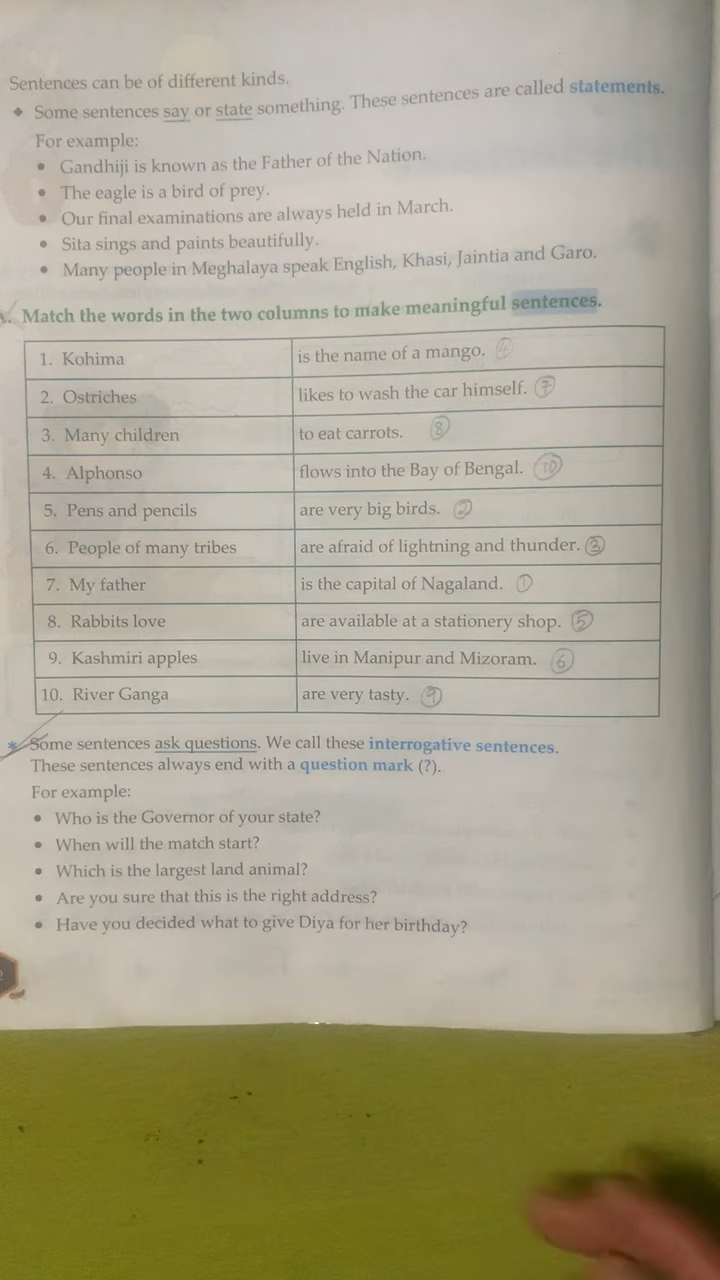 Sentences can be of different kinds.
❖ Some sentences say or state something. These sentences are called statements.
For example:
• Gandhiji is known as the Father of the Nation.
• The eagle is a bird of prey.
• Our final examinations are always held in March.
• Sita sings and paints beautifully.
• Many people in Meghalaya speak English, Khasi, Jaintia and Garo.
Match the words in the two columns to make meaningful sentences.
1. Kohima is the name of a mango. ④
2. Ostriches likes to wash the car himself. ⑦
3. Many children to eat carrots. ⑧
4. Alphonso flows into the Bay of Bengal. ⑩
5. Pens and pencils are very big birds. ②
6. People of many tribes are afraid of lightning and thunder. ③
7. My father is the capital of Nagaland. ①
8. Rabbits love are available at a stationery shop. ⑤
9. Kashmiri apples live in Manipur and Mizoram. ⑥
10. River Ganga are very tasty. ⑨
* Some sentences ask questions. We call these interrogative sentences.
These sentences always end with a question mark (?).
For example:
• Who is the Governor of your state?
• When will the match start?
• Which is the largest land animal?
• Are you sure that this is the right address?
• Have you decided what to give Diya for her birthday?